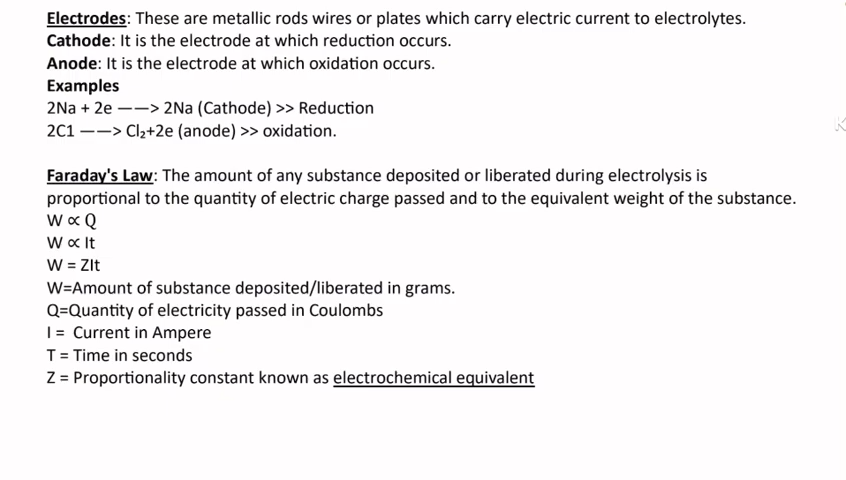 Electrodes: These are metallic rods wires or plates which carry electric current to electrolytes.
Cathode: It is the electrode at which reduction occurs.
Anode: It is the electrode at which oxidation occurs.
Examples
2Na + 2e ——> 2Na (Cathode) >> Reduction
2C1 ——> Cl₂+2e (anode) >> oxidation.
Faraday's Law: The amount of any substance deposited or liberated during electrolysis is
proportional to the quantity of electric charge passed and to the equivalent weight of the substance.
W ∝ Q
W ∝ It
W = ZIt
W=Amount of substance deposited/liberated in grams.
Q=Quantity of electricity passed in Coulombs
I = Current in Ampere
T = Time in seconds
Z = Proportionality constant known as electrochemical equivalent